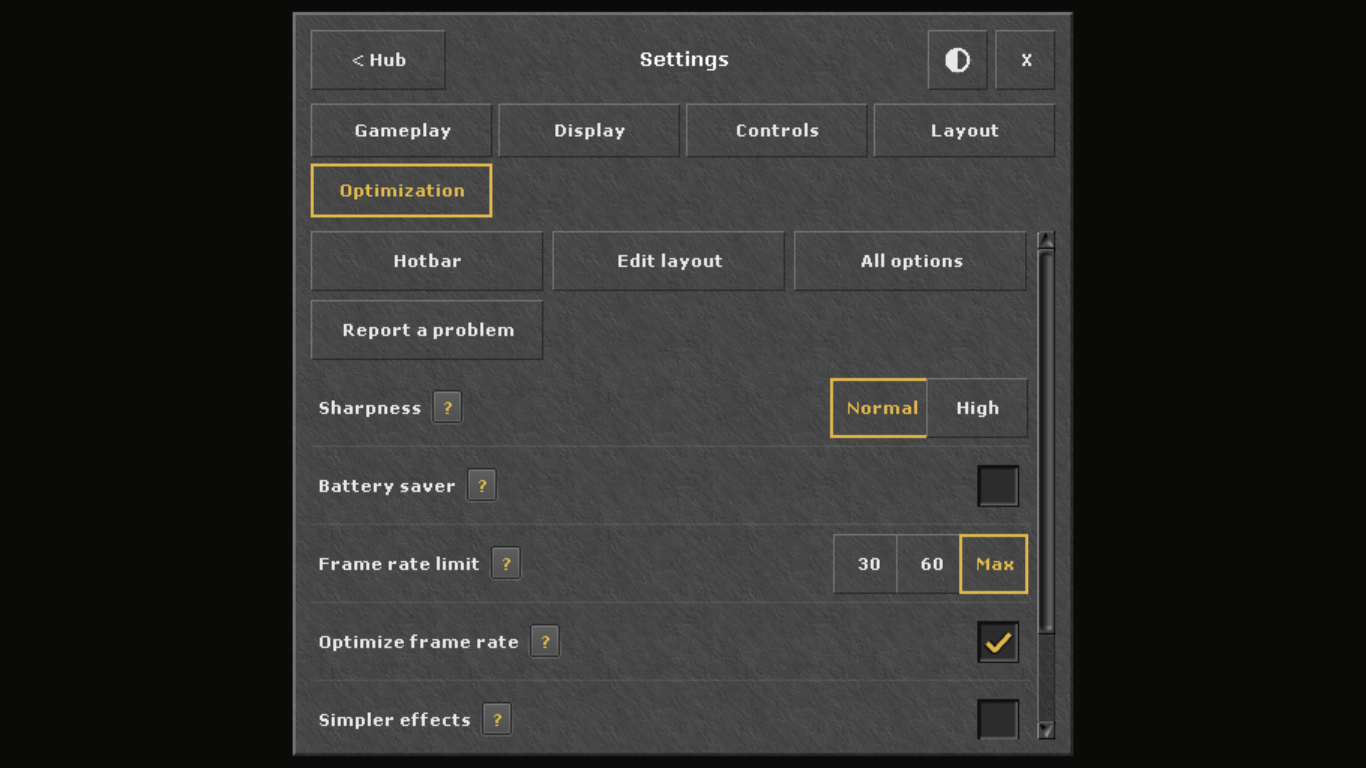 < Hub
Settings
x
Gameplay Display Controls Layout
Optimization
Hotbar Edit layout All options
Report a problem
Sharpness ? Normal High
Battery saver ?
Frame rate limit ? 30 60 Max
Optimize frame rate ?
Simpler effects ?